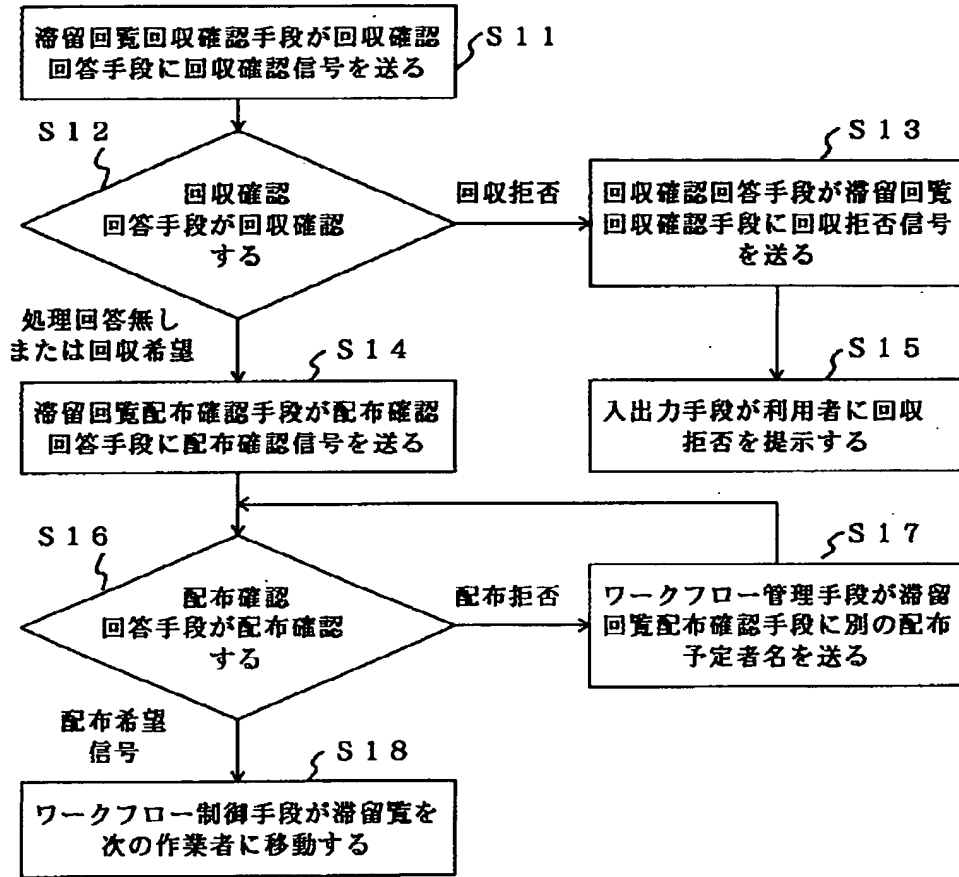 滞留回覧回収確認手段が回収確認
回答手段に回収確認信号を送る
S11
S12
回収確認
回答手段が回収確認
する
回収拒否
S13
回収確認回答手段が滞留回覧
回収確認手段に回収拒否信号
を送る
処理回答無し
または回収希望
S14
滞留回覧配布確認手段が配布確認
回答手段に配布確認信号を送る
S15
入出力手段が利用者に回収
拒否を提示する
S16
配布確認
回答手段が配布確認
する
配布拒否
S17
ワークフロー管理手段が滞留
回覧配布確認手段に別の配布
予定者名を送る
配布希望
信号
S18
ワークフロー制御手段が滞留覧を
次の作業者に移動する